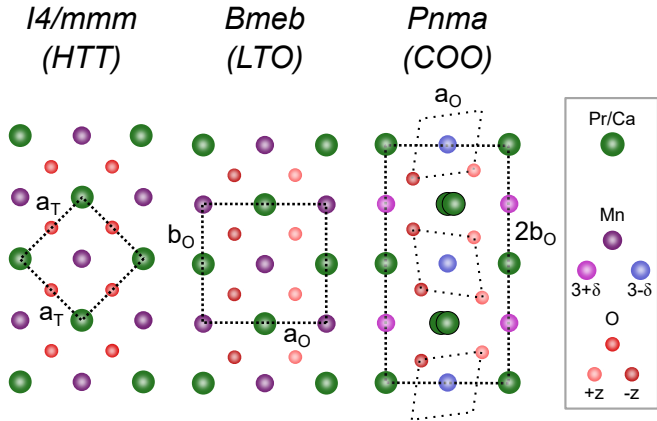 I4/mmm
(HTT)
Bmeb
(LTO)
Pnma
(COO)
a_T
a_T
b_O
a_O
a_O
2b_O
Pr/Ca
Mn
3+δ
3-δ
O
+z
-z